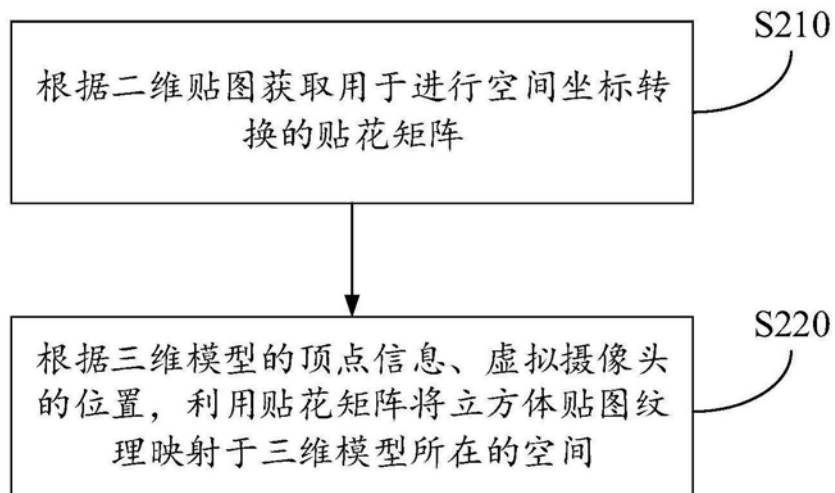 S210
根据二维贴图获取用于进行空间坐标转
换的贴花矩阵
S220
根据三维模型的顶点信息、虚拟摄像头
的位置，利用贴花矩阵将立方体贴图纹
理映射于三维模型所在的空间